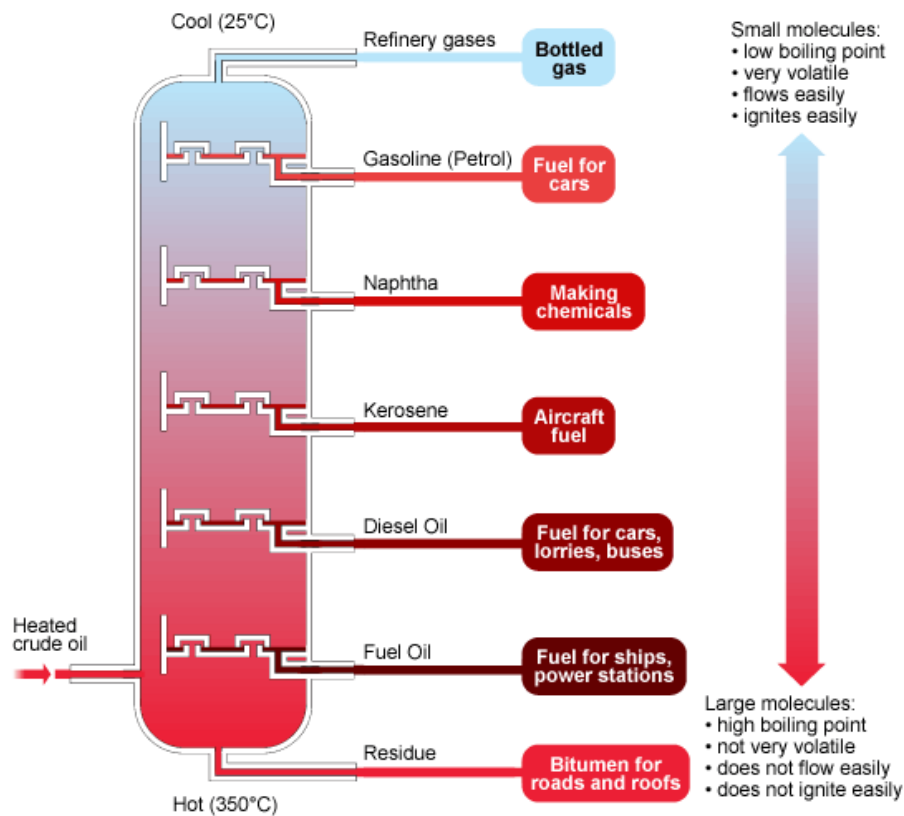 Cool (25°C)
Refinery gases
Bottled
gas
Small molecules:
• low boiling point
• very volatile
• flows easily
• ignites easily
Gasoline (Petrol)
Fuel for
cars
Naphtha
Making
chemicals
Kerosene
Aircraft
fuel
Diesel Oil
Fuel for cars,
lorries, buses
Heated
crude oil
Fuel Oil
Fuel for ships,
power stations
Large molecules:
• high boiling point
• not very volatile
• does not flow easily
• does not ignite easily
Residue
Bitumen for
roads and roofs
Hot (350°C)